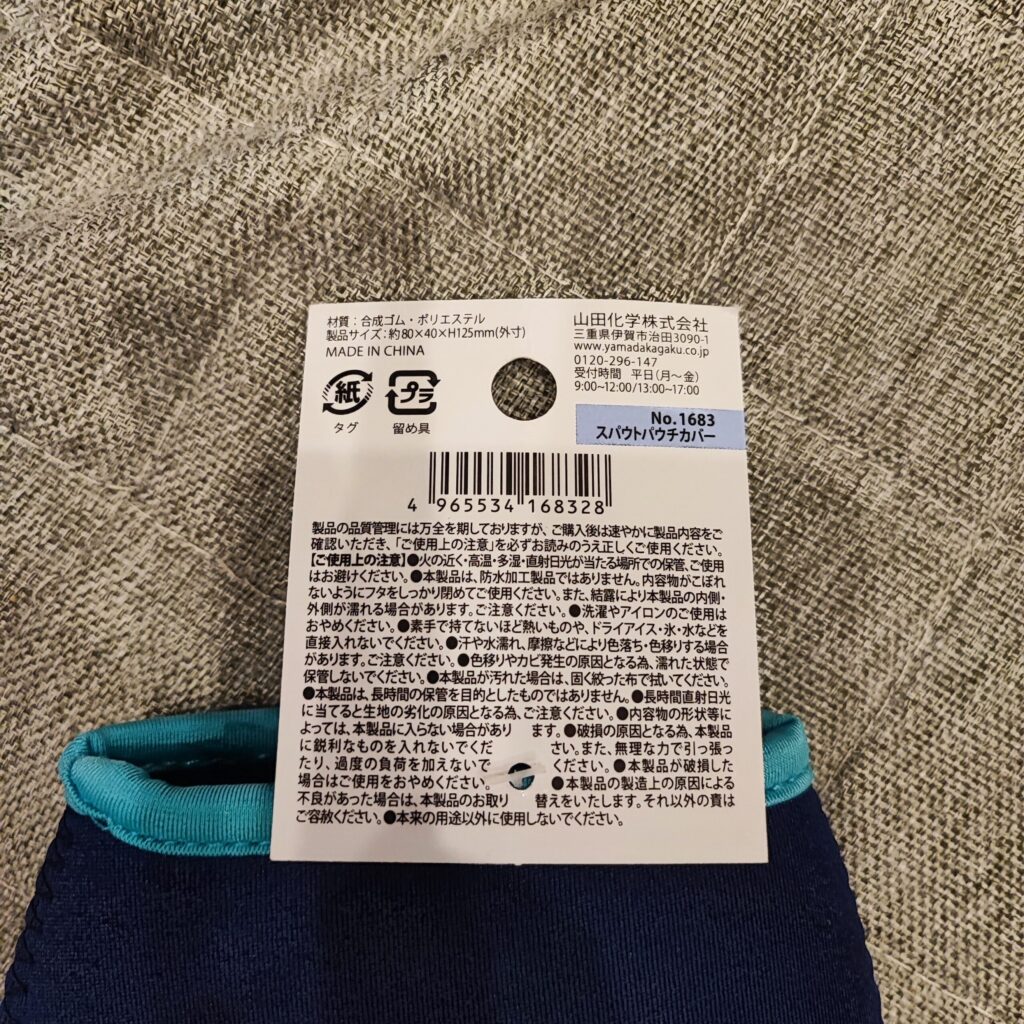 材質：合成ゴム・ポリエステル
製品サイズ：約80×40×H125mm(外寸)
MADE IN CHINA
紙
タグ
プラ
留め具
山田化学株式会社
三重県伊賀市治田3090-1
www.yamadakagaku.co.jp
0120-296-147
受付時間 平日(月〜金)
9:00~12:00/13:00~17:00
No.1683
スパウトパウチカバー
4 965534 168328
製品の品質管理には万全を期しておりますが、ご購入後は速やかに製品内容をご
確認いただき、「ご使用上の注意」を必ずお読みのうえ正しくご使用ください。
【ご使用上の注意】●火の近く・高温・多湿・直射日光が当たる場所での保管、ご使用
はお避けください。●本製品は、防水加工製品ではありません。内容物がこぼれ
ないようにフタをしっかり閉めてご使用ください。また、結露により本製品の内側・
外側が濡れる場合があります。ご注意ください。●洗濯やアイロンのご使用は
おやめください。●素手で持てないほど熱いものや、ドライアイス・氷・水などを
直接入れないでください。●汗や水濡れ、摩擦などにより色落ち・色移りする場合
があります。ご注意ください。●色移りやカビ発生の原因となる為、濡れた状態で
保管しないでください。●本製品が汚れた場合は、固く絞った布で拭いてください。
●本製品は、長時間の保管を目的としたものではありません。●長時間直射日光
に当てると生地の劣化の原因となる為、ご注意ください。●内容物の形状等に
よっては、本製品に入らない場合があり ます。●破損の原因となる為、本製品
に鋭利なものを入れないでくだ さい。また、無理な力で引っ張っ
たり、過度の負荷を加えないで ください。●本製品が破損した
場合はご使用をおやめください。 ●本製品の製造上の原因による
不良があった場合は、本製品のお取り 替えをいたします。それ以外の責は
ご容赦ください。●本来の用途以外に使用しないでください。